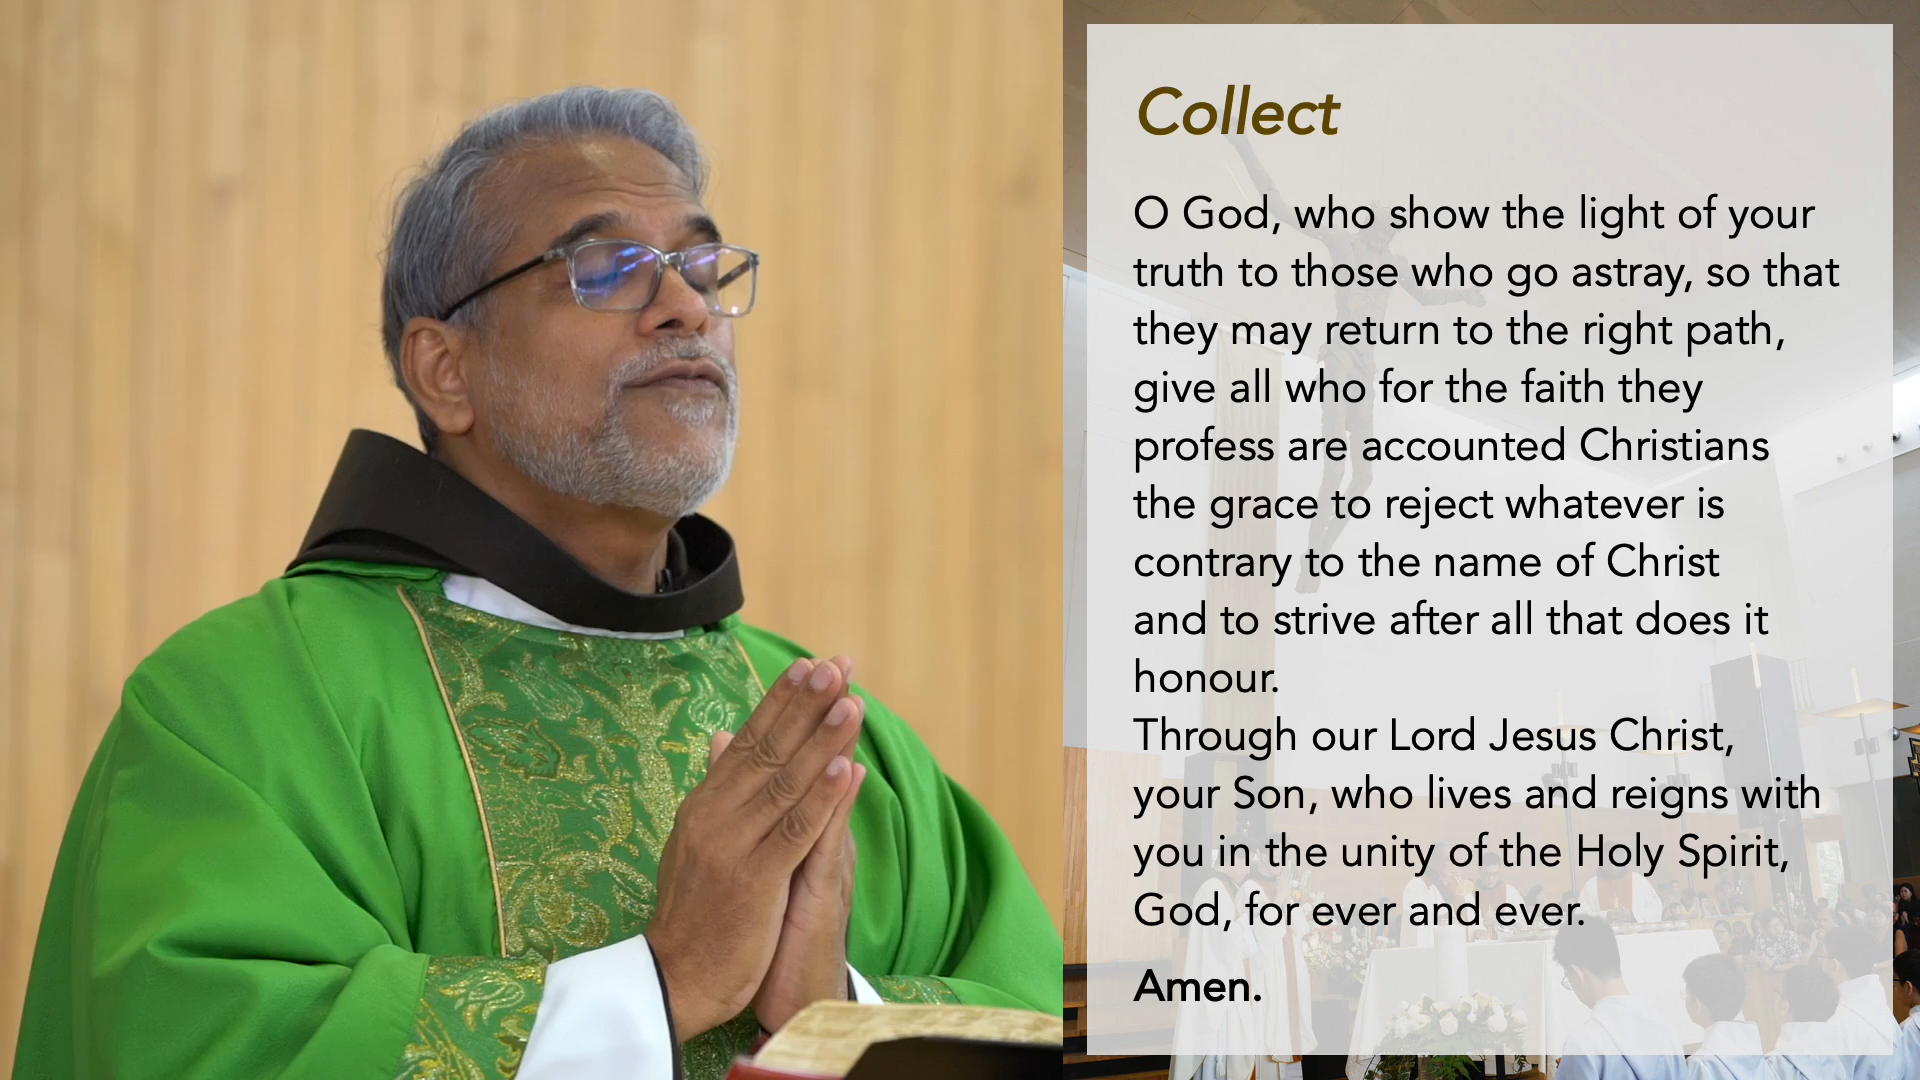 Collect
O God, who show the light of your
truth to those who go astray, so that
they may return to the right path,
give all who for the faith they
profess are accounted Christians
the grace to reject whatever is
contrary to the name of Christ
and to strive after all that does it
honour.
Through our Lord Jesus Christ,
your Son, who lives and reigns with
you in the unity of the Holy Spirit,
God, for ever and ever.
Amen.